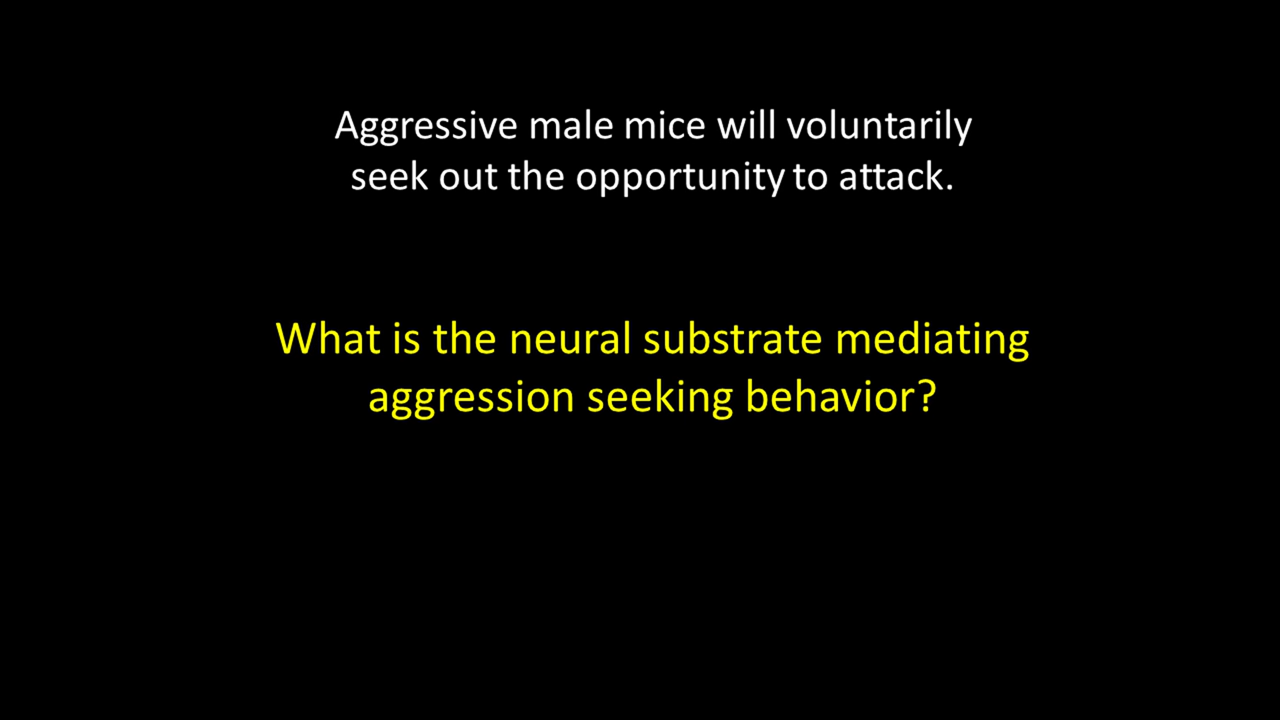 Aggressive male mice will voluntarily
seek out the opportunity to attack.
What is the neural substrate mediating
aggression seeking behavior?